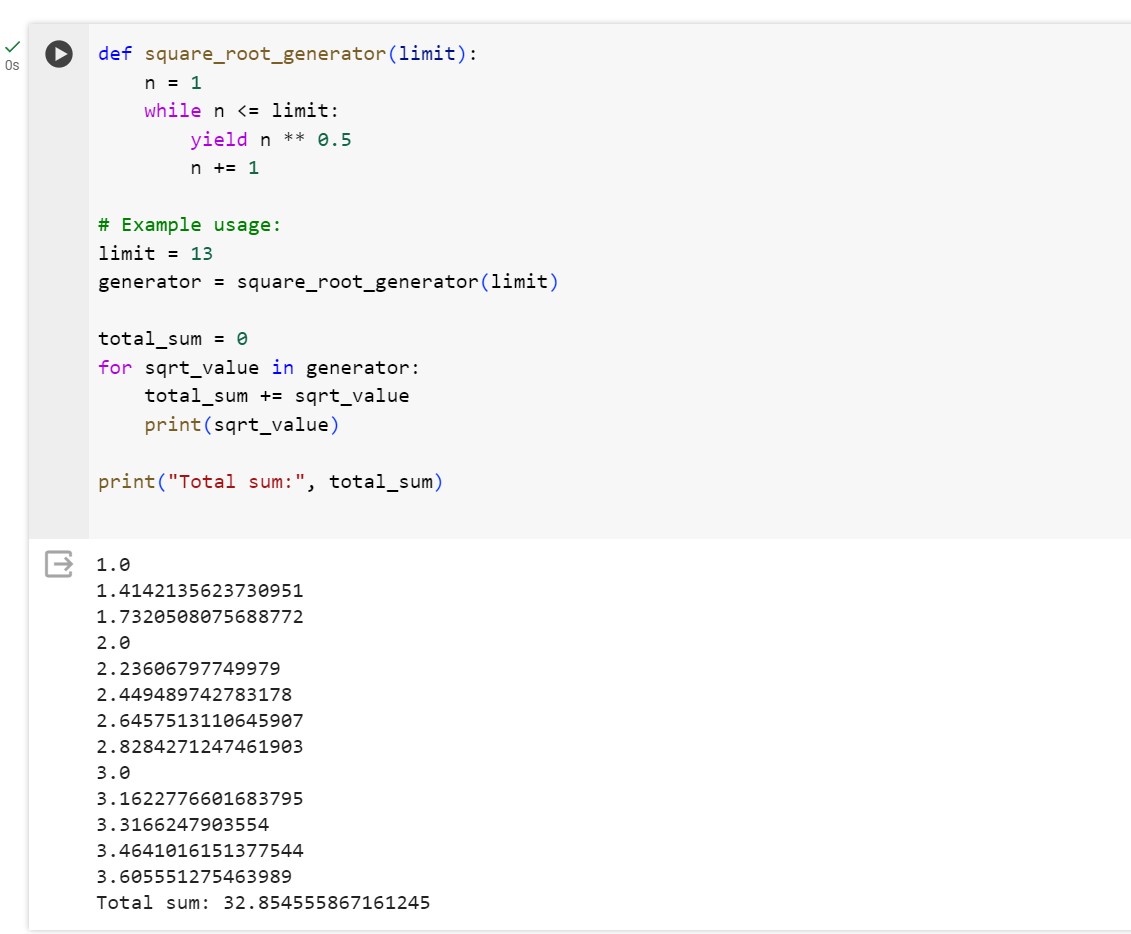 0s
def square_root_generator(limit):
    n = 1
    while n <= limit:
        yield n ** 0.5
        n += 1

# Example usage:
limit = 13
generator = square_root_generator(limit)

total_sum = 0
for sqrt_value in generator:
    total_sum += sqrt_value
    print(sqrt_value)

print("Total sum:", total_sum)

1.0
1.4142135623730951
1.7320508075688772
2.0
2.23606797749979
2.449489742783178
2.6457513110645907
2.8284271247461903
3.0
3.1622776601683795
3.3166247903554
3.4641016151377544
3.605551275463989
Total sum: 32.854555867161245